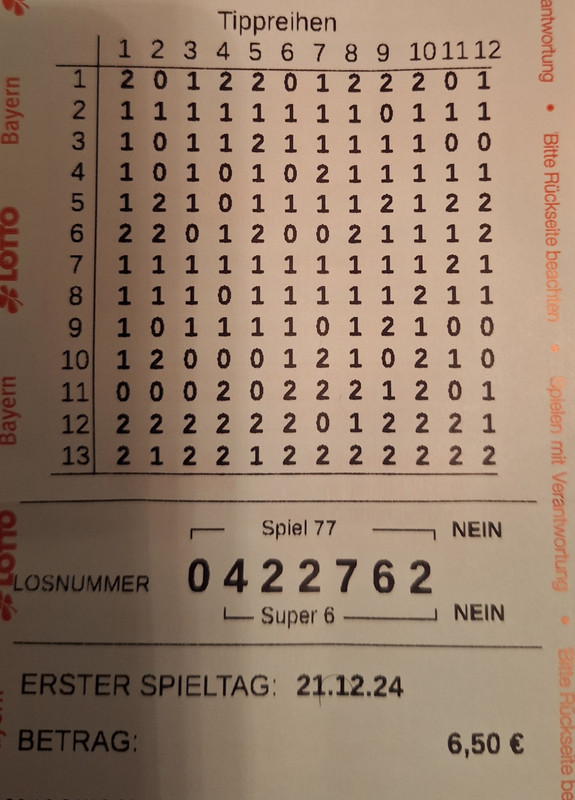 Tippreihen
1 2 3 4 5 6 7 8 9 10 11 12
1 2 0 1 2 2 0 1 2 2 2 0 1
2 1 1 1 1 1 1 1 1 0 1 1 1
3 1 0 1 1 2 1 1 1 1 1 0 0
4 1 0 1 0 1 0 2 1 1 1 1 1
5 1 2 1 0 1 1 1 1 2 1 2 2
6 2 2 0 1 2 0 0 2 1 1 1 2
7 1 1 1 1 1 1 1 1 1 1 2 1
8 1 1 1 0 1 1 1 1 1 2 1 1
9 1 0 1 1 1 1 0 1 2 1 0 0
10 1 2 0 0 0 1 2 1 0 2 1 0
11 0 0 0 2 0 2 2 2 1 2 0 1
12 2 2 2 2 2 2 0 1 2 2 2 1
13 2 1 2 2 1 2 2 2 2 2 2 2
Spiel 77 NEIN
LOSNUMMER 0422762
Super 6 NEIN
ERSTER SPIELTAG: 21.12.24
BETRAG: 6,50 €
Bayern
LOTTO
Bayern
LOTTO
antwortung • Bitte Rückseite beachten • Spielen mit Verantwortung • Bitte Rückseite be